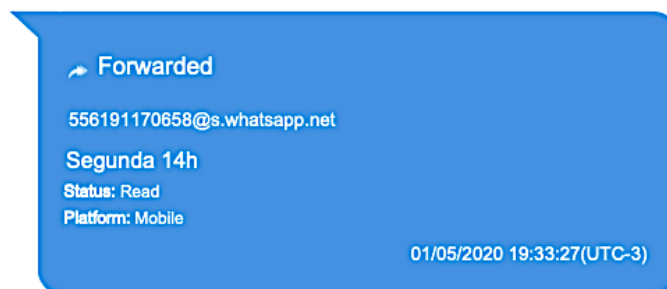 Forwarded
556191170658@s.whatsapp.net
Segunda 14h
Status: Read
Platform: Mobile
01/05/2020 19:33:27(UTC-3)